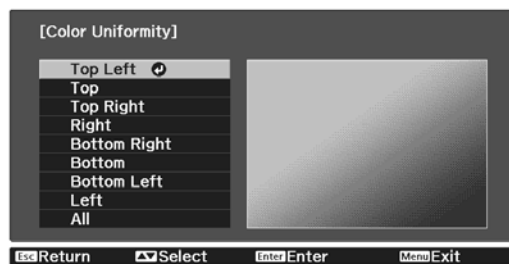 [Color Uniformity]
Top Left
Top
Top Right
Right
Bottom Right
Bottom
Bottom Left
Left
All
Esc Return Select Enter Enter Menu Exit